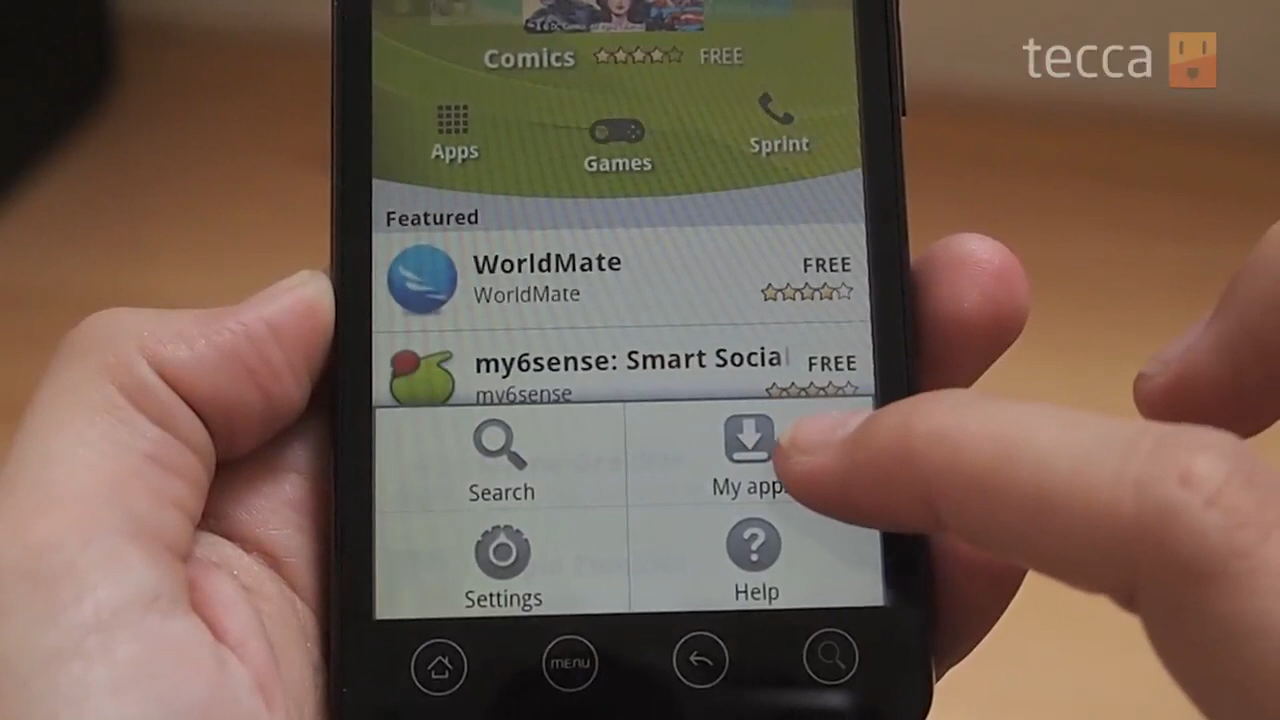 tecca
Comics FREE
Apps Games Sprint
Featured
WorldMate FREE
WorldMate
my6sense: Smart Socia FREE
my6sense
Search My app
Settings Help
MENU